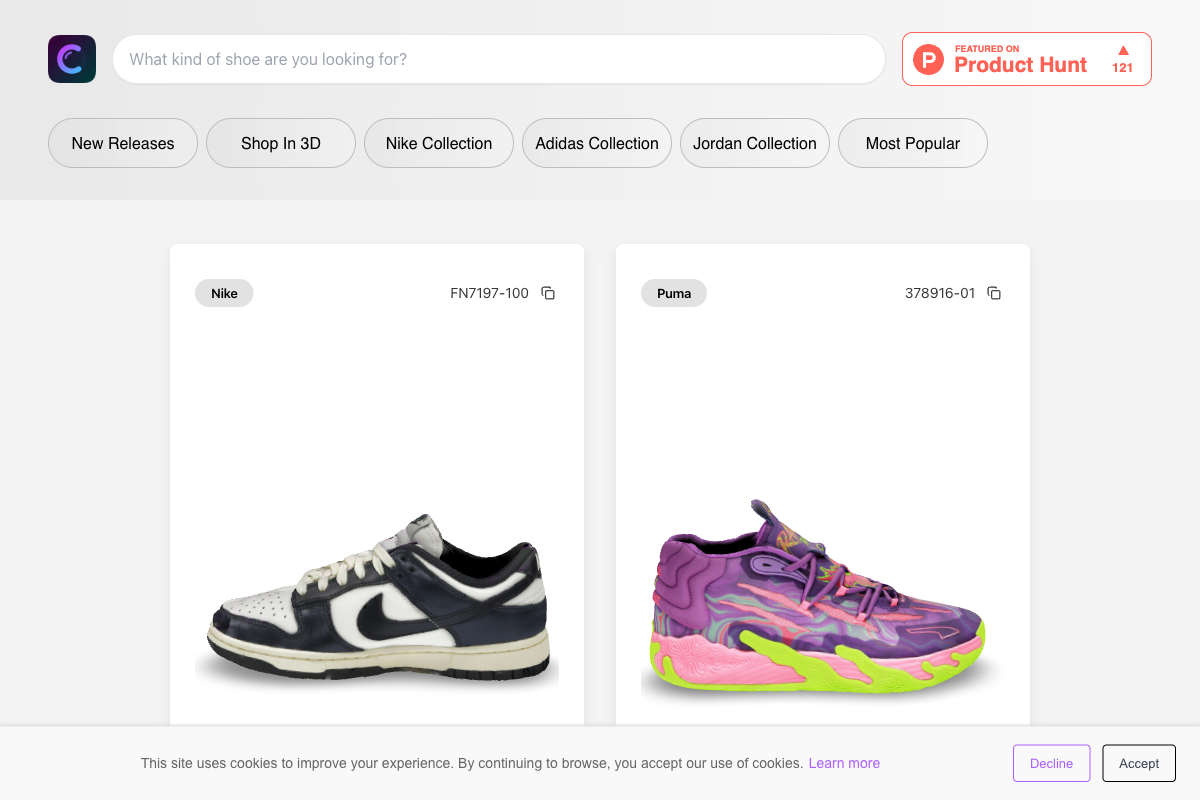 What kind of shoe are you looking for?
P
FEATURED ON
Product Hunt
121
New Releases
Shop In 3D
Nike Collection
Adidas Collection
Jordan Collection
Most Popular
Nike
FN7197-100
Puma
378916-01
This site uses cookies to improve your experience. By continuing to browse, you accept our use of cookies. Learn more
Decline
Accept